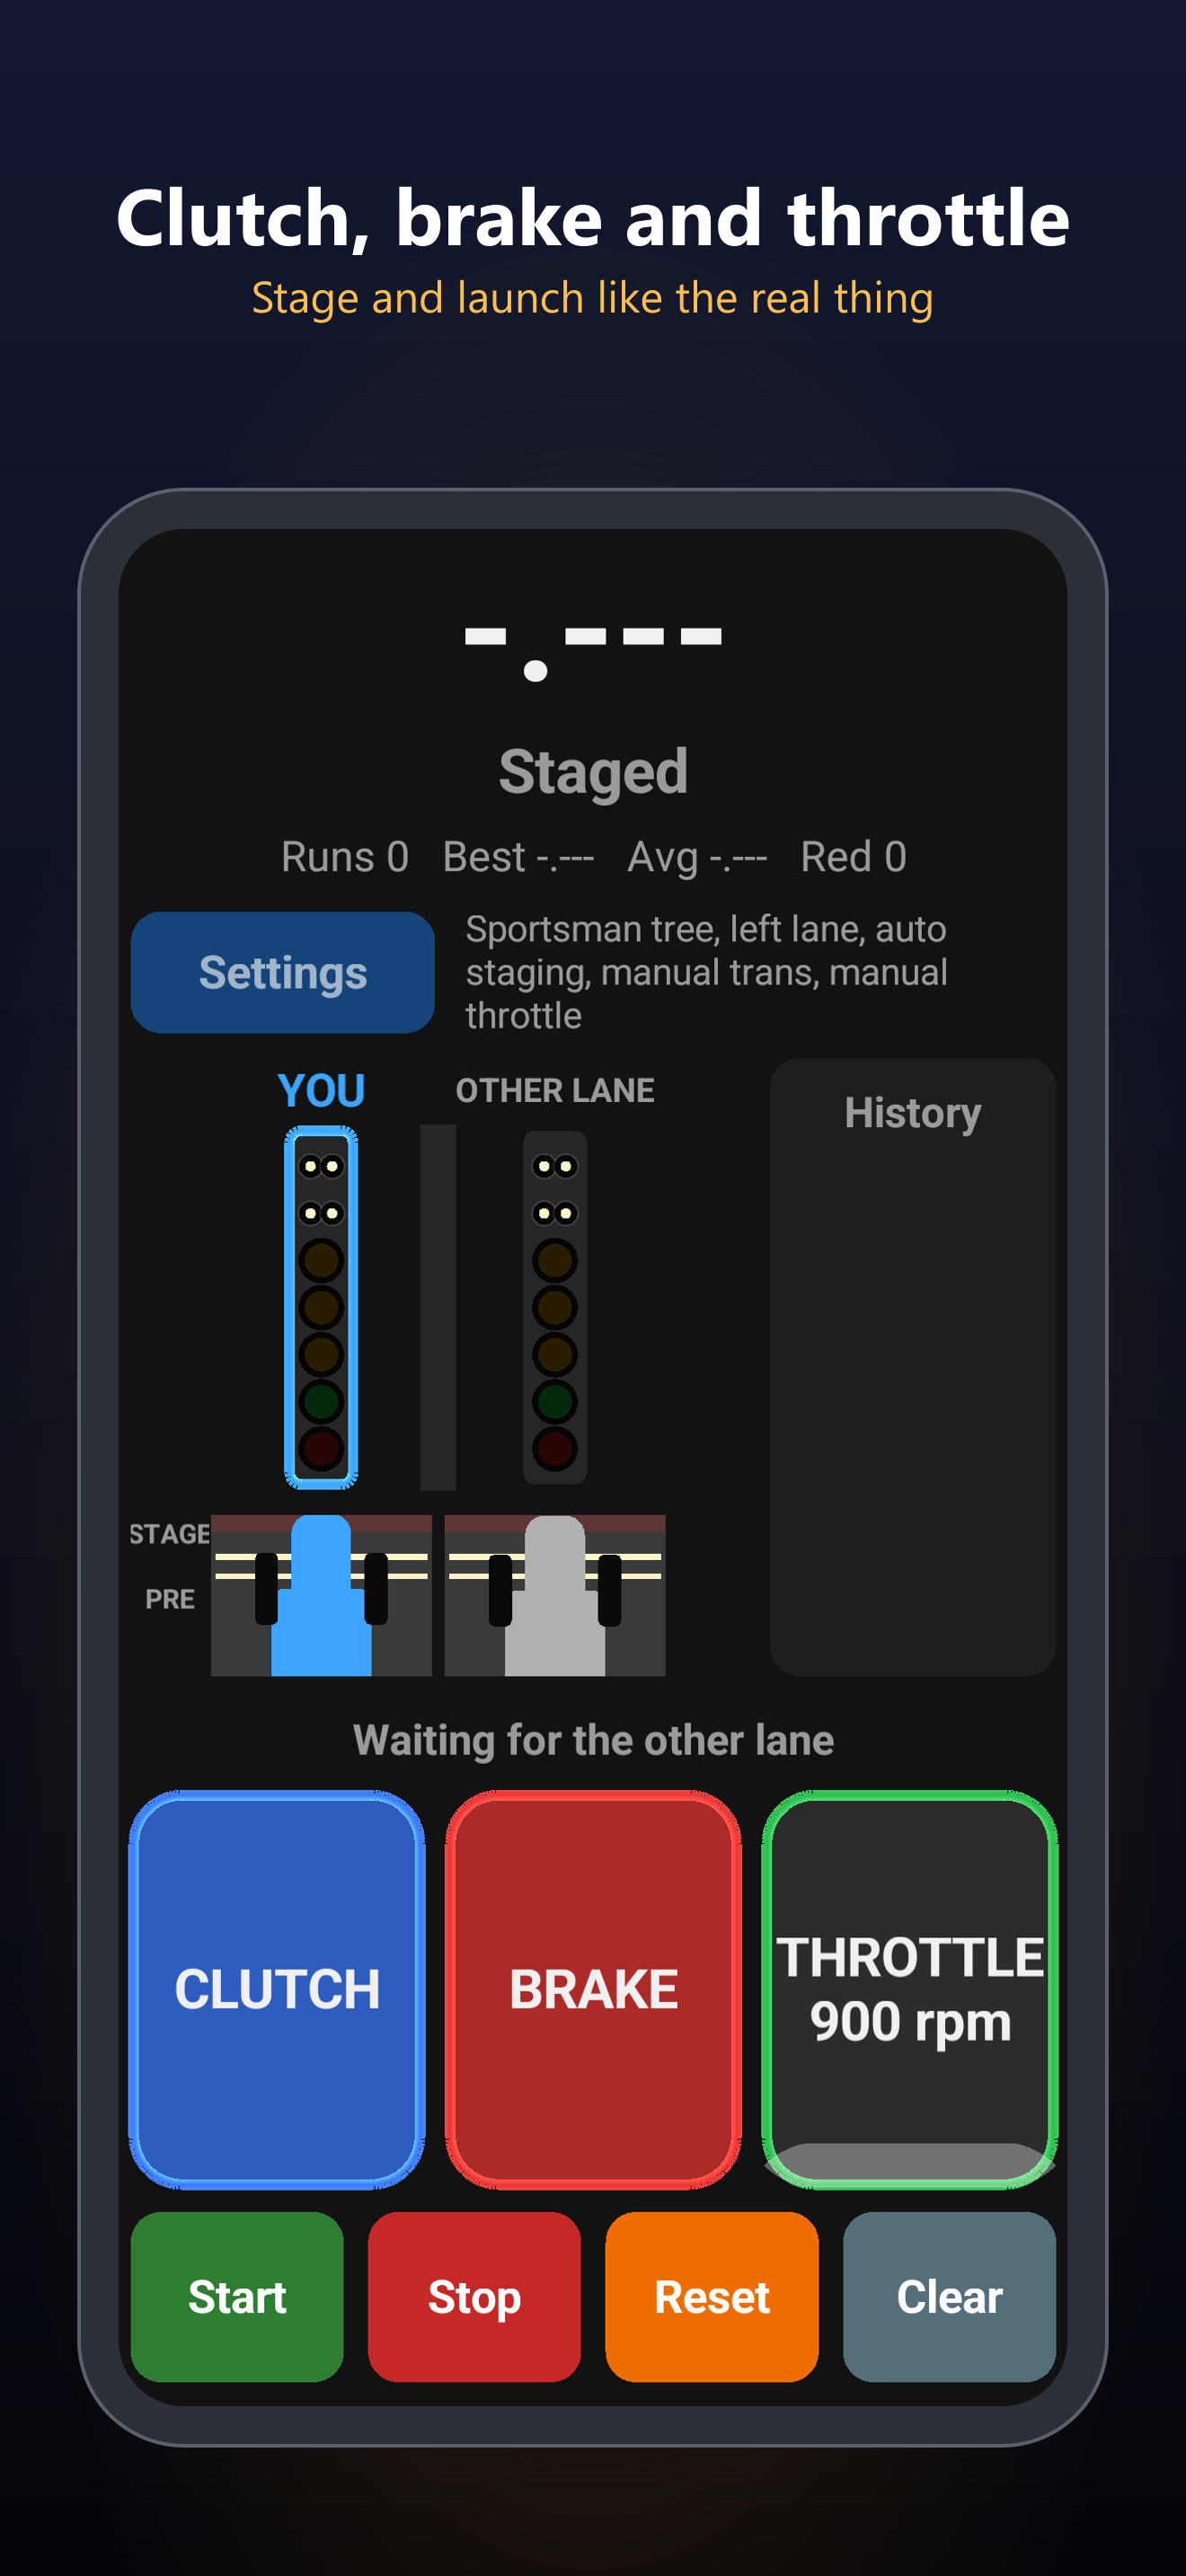 Clutch, brake and throttle
Stage and launch like the real thing
-.---
Staged
Runs 0 Best -.--- Avg -.--- Red 0
Settings
Sportsman tree, left lane, auto
staging, manual trans, manual
throttle
YOU
OTHER LANE
History
STAGE
PRE
Waiting for the other lane
CLUTCH
BRAKE
THROTTLE
900 rpm
Start
Stop
Reset
Clear